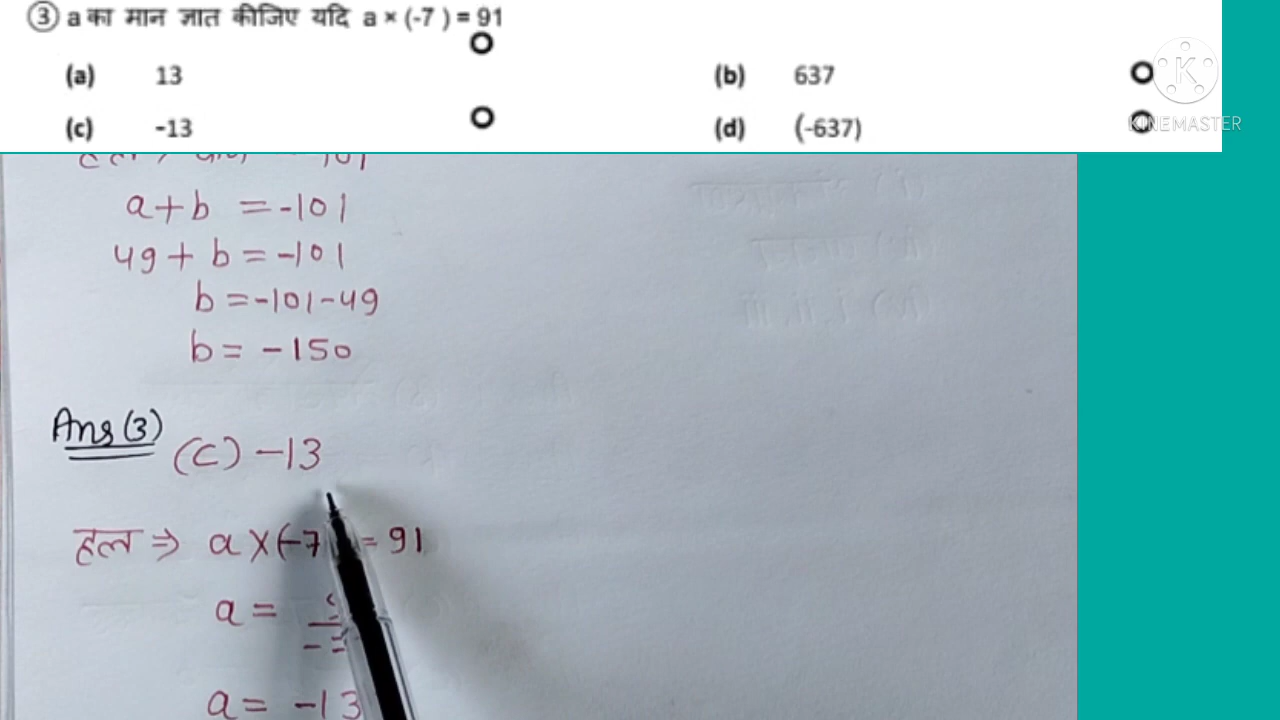 ③ a का मान ज्ञात कीजिए यदि a × (-7 ) = 91
(a) 13 (b) 637
(c) -13 (d) (-637)
K
KINEMASTER
a+b = -101
49 + b = -101
b = -101-49
b = -150
Ans (3) (C) -13
हल ⇒ a × (-7 = 91
a =
a = -13